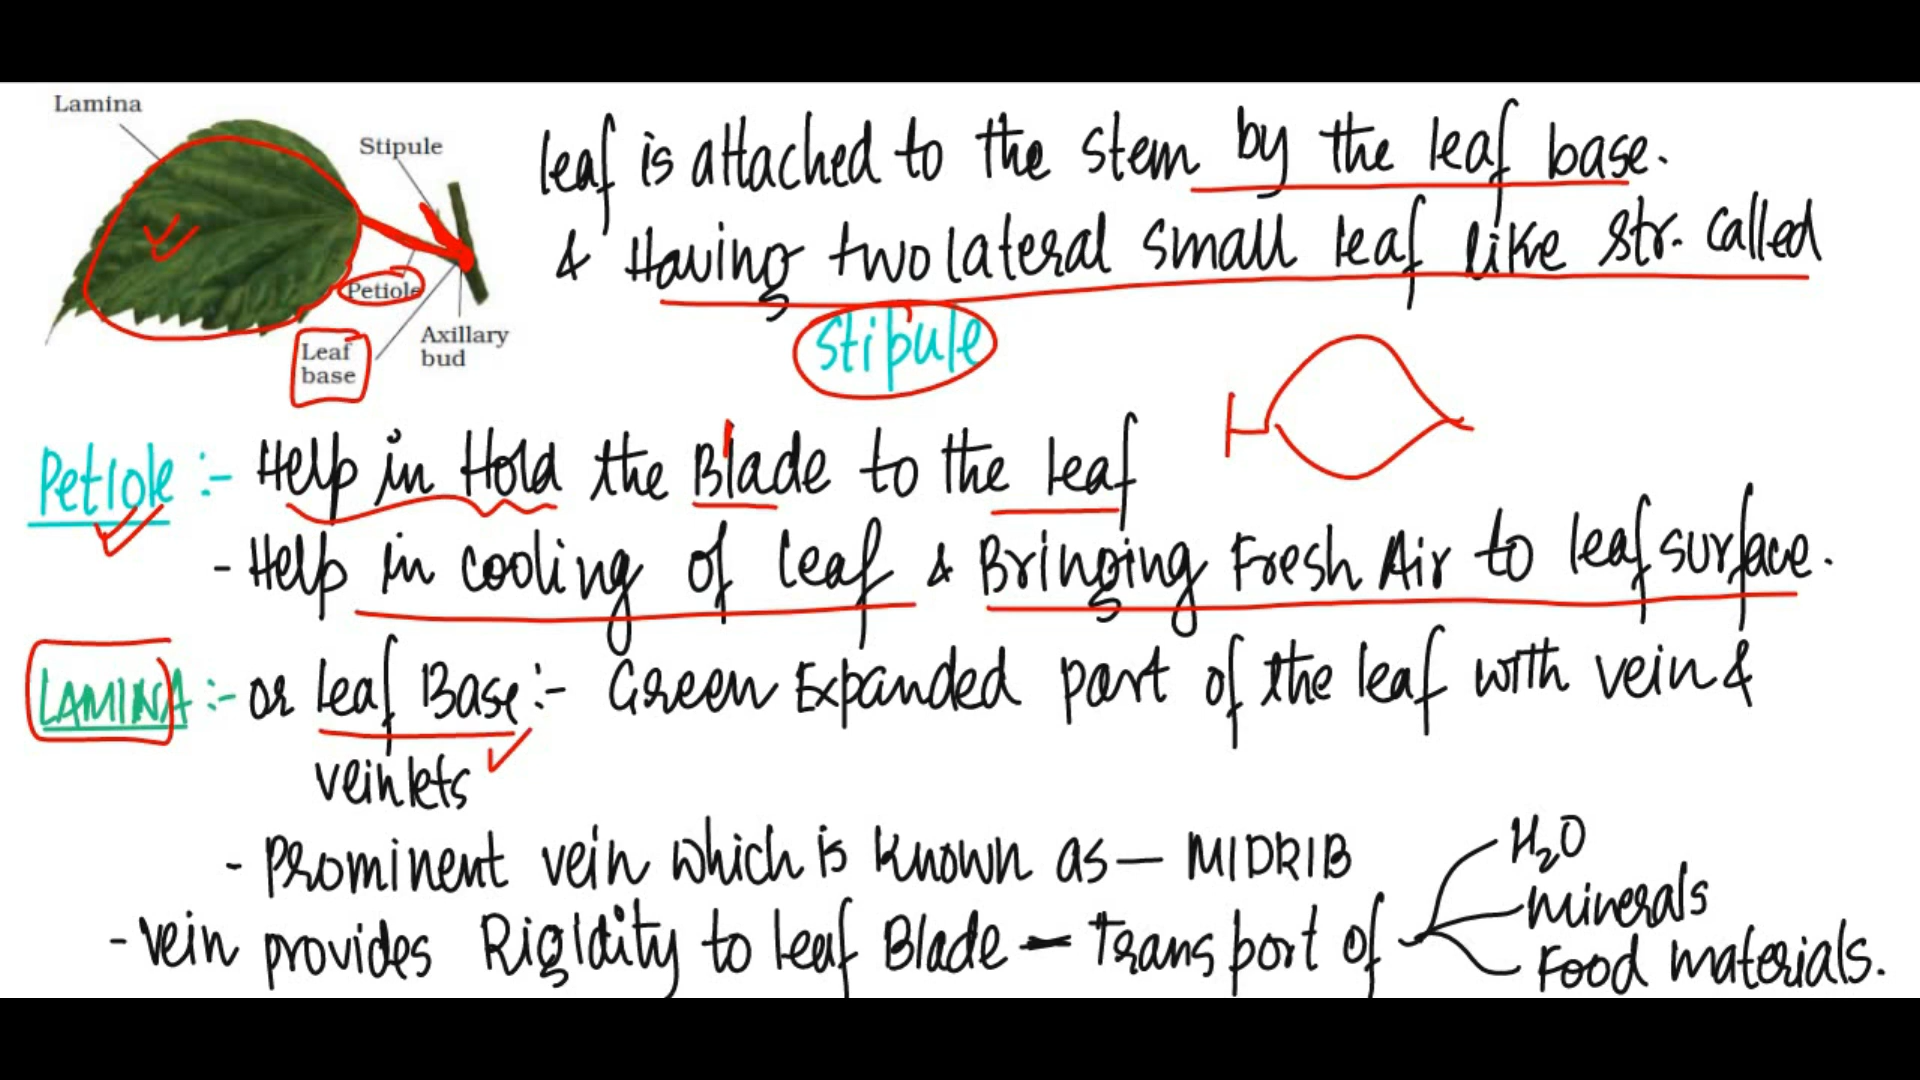 Lamina
Stipule
Petiole
Leaf
base
Axillary
bud
leaf is attached to the stem by the leaf base.
& Having two lateral small leaf like str. called
Stipule
Petiole :- Help in Hold the Blade to the leaf
- Help in cooling of leaf & Bringing Fresh Air to leaf surface.
LAMINA :- or leaf Base :- Green Expanded part of the leaf with vein &
veinlets
- Prominent vein which is known as — MIDRIB
- vein provides Rigidity to leaf Blade – Transport of
H₂O
minerals
Food materials.